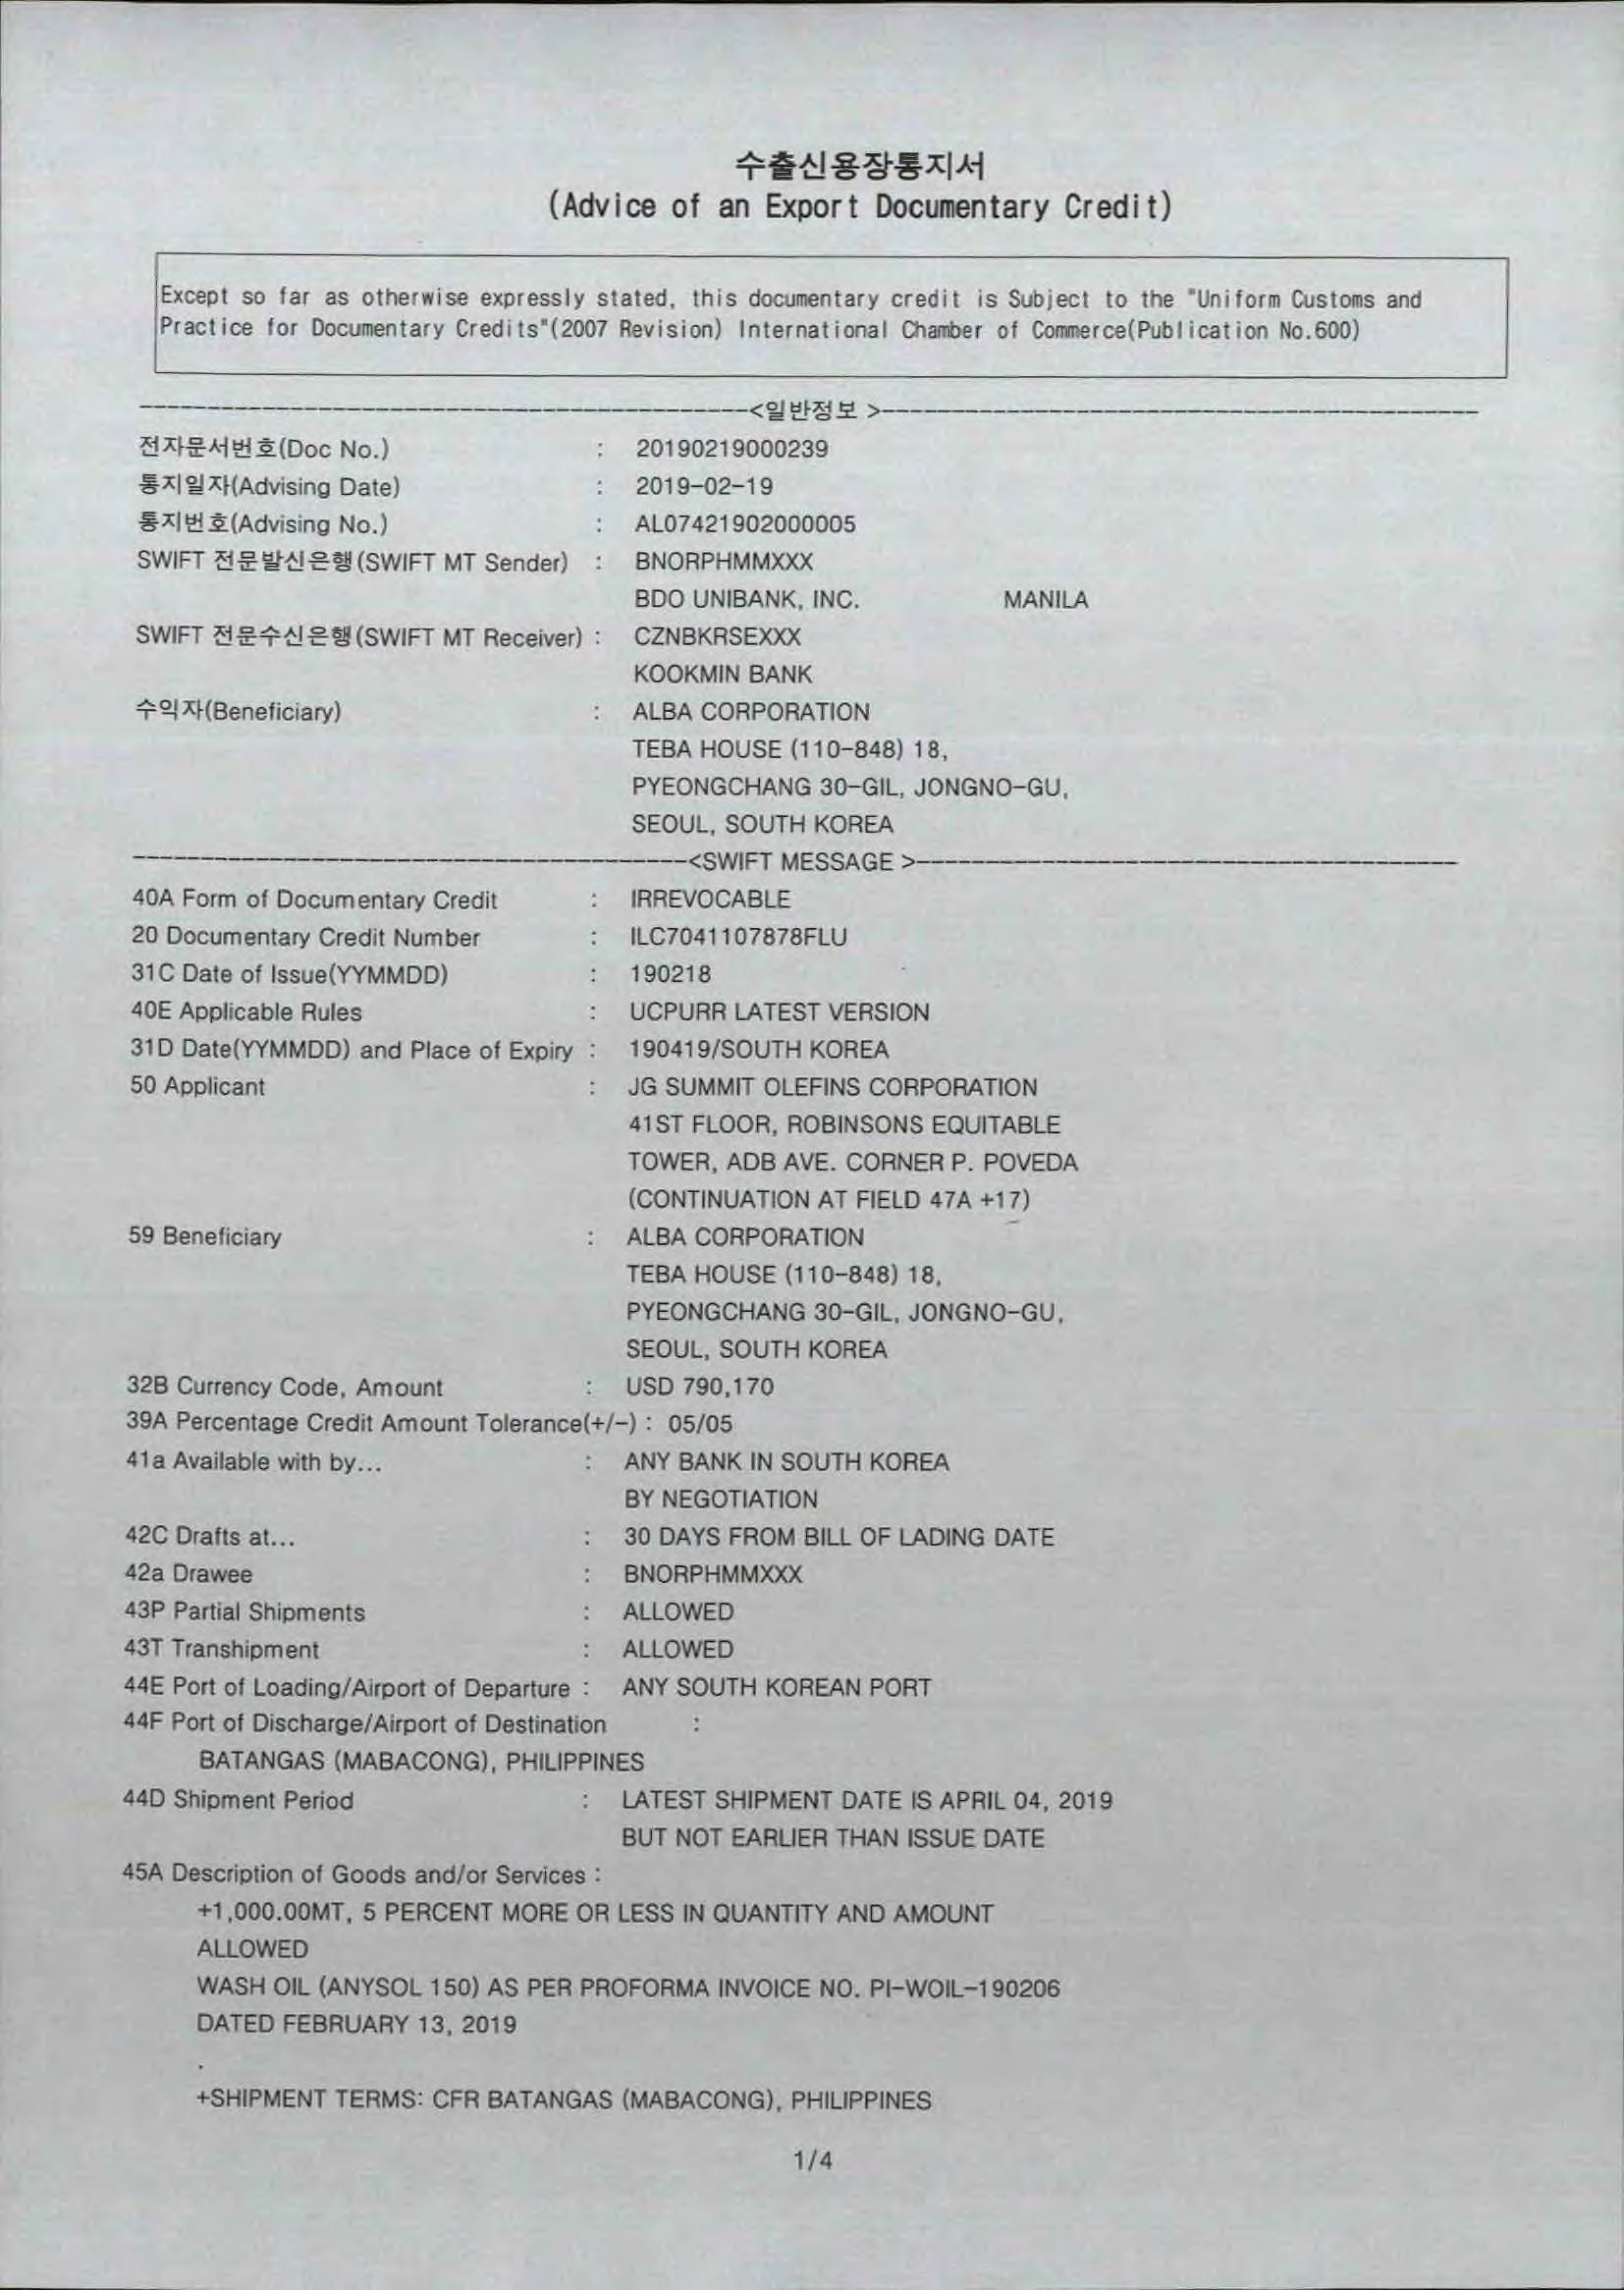 수출신용장통지서
(Advice of an Export Documentary Credit)
Except so far as otherwise expressly stated, this documentary credit is Subject to the "Uniform Customs and
Practice for Documentary Credits"(2007 Revision) International Chamber of Commerce(Publication No.600)
<일반정보 >
전자문서번호(Doc No.) : 20190219000239
통지일자(Advising Date) : 2019-02-19
통지번호(Advising No.) : AL07421902000005
SWIFT 전문발신은행(SWIFT MT Sender) : BNORPHMMXXX
BDO UNIBANK, INC. MANILA
SWIFT 전문수신은행(SWIFT MT Receiver) : CZNBKRSEXXX
KOOKMIN BANK
수익자(Beneficiary) : ALBA CORPORATION
TEBA HOUSE (110-848) 18,
PYEONGCHANG 30-GIL, JONGNO-GU,
SEOUL, SOUTH KOREA
<SWIFT MESSAGE >
40A Form of Documentary Credit : IRREVOCABLE
20 Documentary Credit Number : ILC7041107878FLU
31C Date of Issue(YYMMDD) : 190218
40E Applicable Rules : UCPURR LATEST VERSION
31D Date(YYMMDD) and Place of Expiry : 190419/SOUTH KOREA
50 Applicant : JG SUMMIT OLEFINS CORPORATION
41ST FLOOR, ROBINSONS EQUITABLE
TOWER, ADB AVE. CORNER P. POVEDA
(CONTINUATION AT FIELD 47A +17)
59 Beneficiary : ALBA CORPORATION
TEBA HOUSE (110-848) 18,
PYEONGCHANG 30-GIL, JONGNO-GU,
SEOUL, SOUTH KOREA
32B Currency Code, Amount : USD 790,170
39A Percentage Credit Amount Tolerance(+/-) : 05/05
41a Available with by... : ANY BANK IN SOUTH KOREA
BY NEGOTIATION
42C Drafts at... : 30 DAYS FROM BILL OF LADING DATE
42a Drawee : BNORPHMMXXX
43P Partial Shipments : ALLOWED
43T Transhipment : ALLOWED
44E Port of Loading/Airport of Departure : ANY SOUTH KOREAN PORT
44F Port of Discharge/Airport of Destination :
BATANGAS (MABACONG), PHILIPPINES
44D Shipment Period : LATEST SHIPMENT DATE IS APRIL 04, 2019
BUT NOT EARLIER THAN ISSUE DATE
45A Description of Goods and/or Services :
+1,000.00MT, 5 PERCENT MORE OR LESS IN QUANTITY AND AMOUNT
ALLOWED
WASH OIL (ANYSOL 150) AS PER PROFORMA INVOICE NO. PI-WOIL-190206
DATED FEBRUARY 13, 2019
.
+SHIPMENT TERMS: CFR BATANGAS (MABACONG), PHILIPPINES
1/4